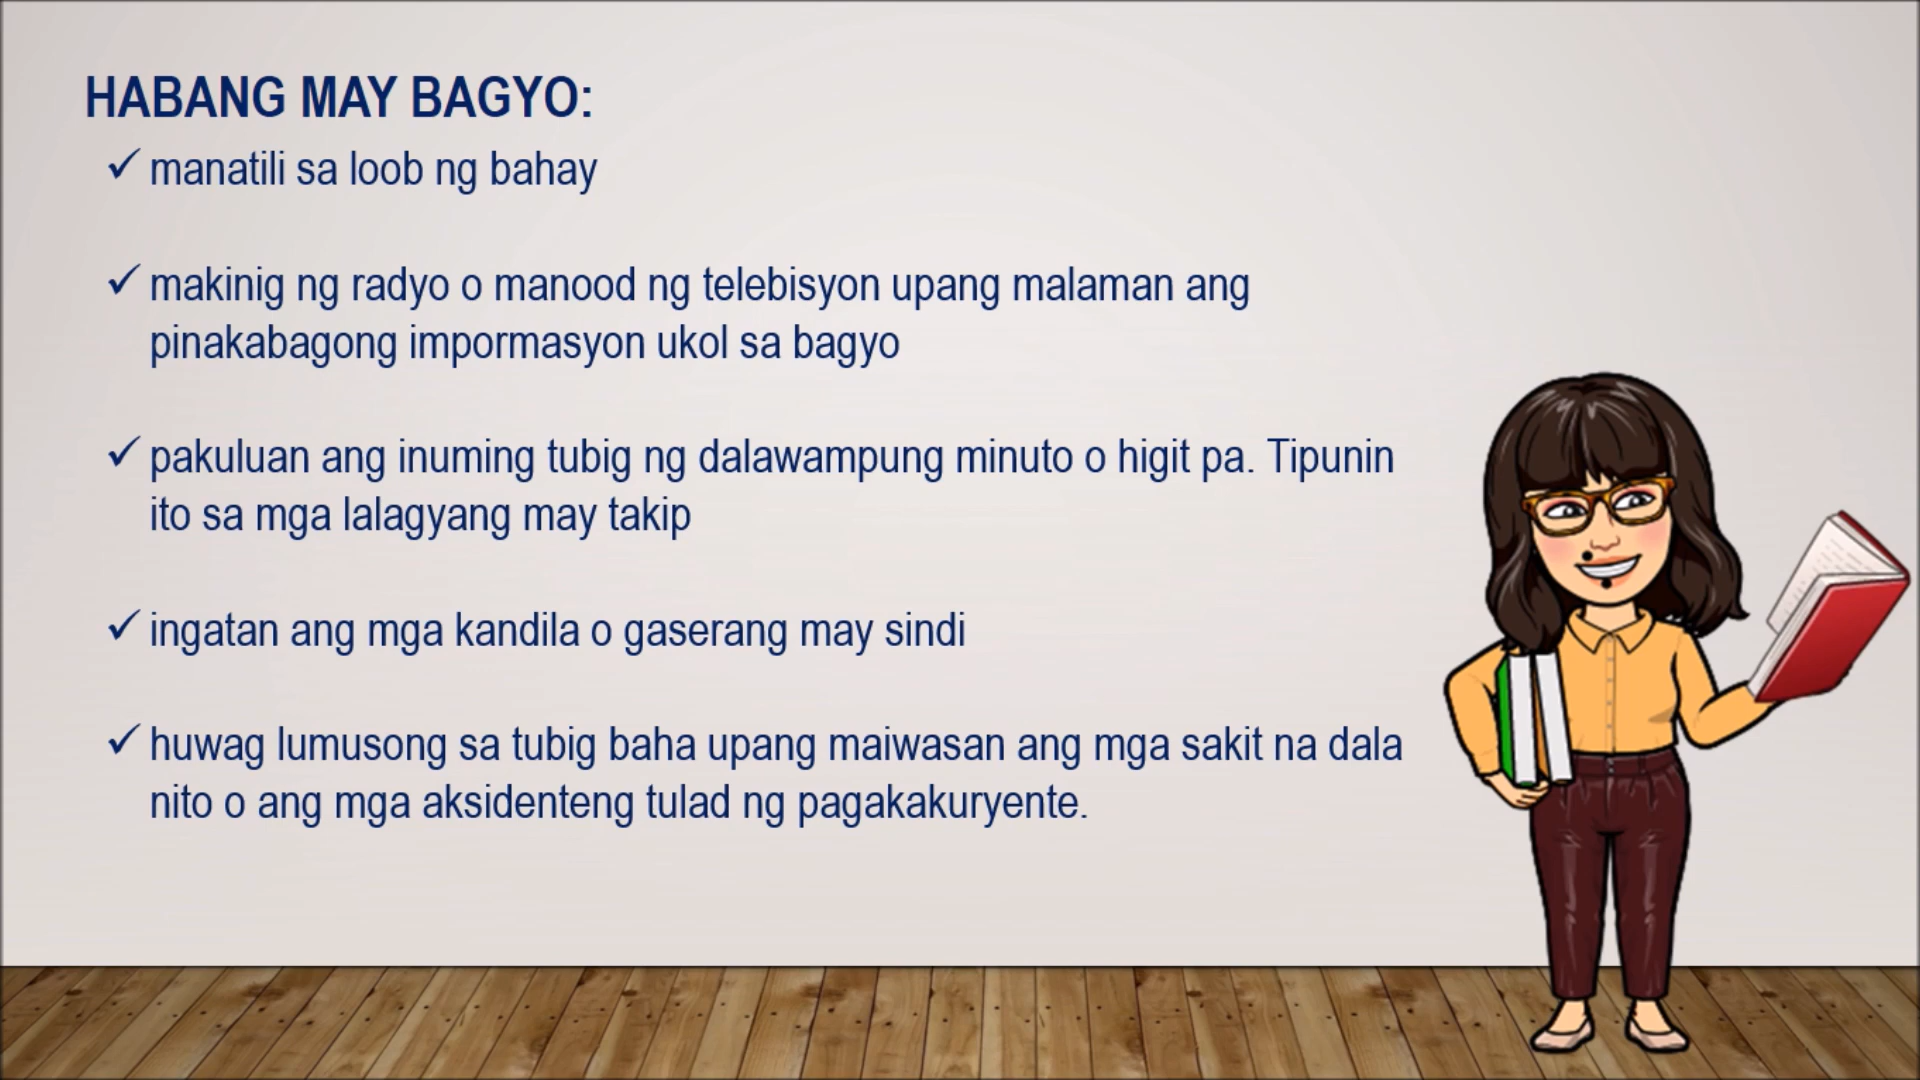 HABANG MAY BAGYO:
✓ manatili sa loob ng bahay
✓ makinig ng radyo o manood ng telebisyon upang malaman ang
pinakabagong impormasyon ukol sa bagyo
✓ pakuluan ang inuming tubig ng dalawampung minuto o higit pa. Tipunin
ito sa mga lalagyang may takip
✓ ingatan ang mga kandila o gaserang may sindi
✓ huwag lumusong sa tubig baha upang maiwasan ang mga sakit na dala
nito o ang mga aksidenteng tulad ng pagakakuryente.